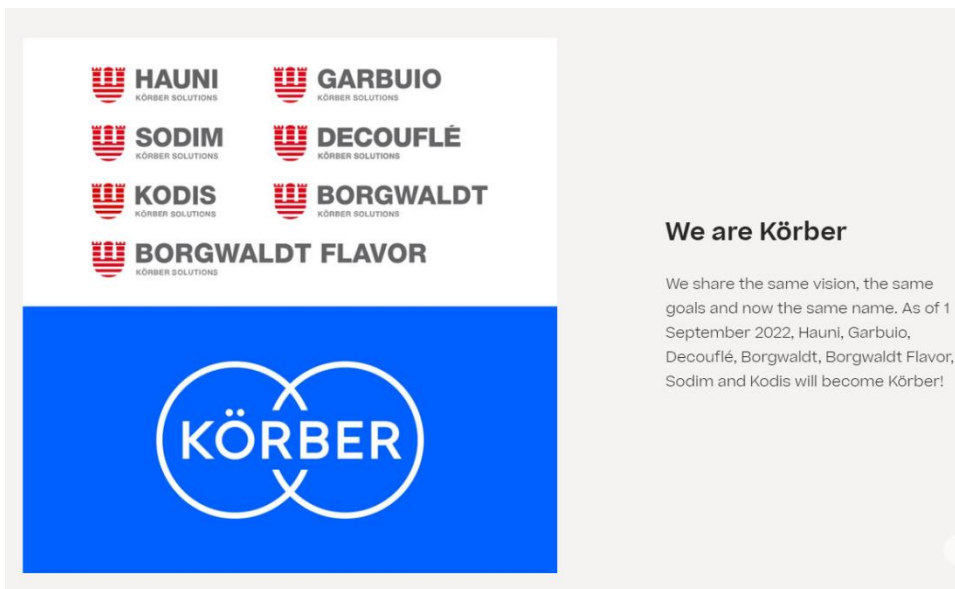 HAUNI
KÖRBER SOLUTIONS
GARBUIO
KÖRBER SOLUTIONS
SODIM
KÖRBER SOLUTIONS
DECOUFLÉ
KÖRBER SOLUTIONS
KODIS
KÖRBER SOLUTIONS
BORGWALDT
KÖRBER SOLUTIONS
BORGWALDT FLAVOR
KÖRBER SOLUTIONS
KÖRBER
We are Körber
We share the same vision, the same
goals and now the same name. As of 1
September 2022, Hauni, Garbuio,
Decouflé, Borgwaldt, Borgwaldt Flavor,
Sodim and Kodis will become Körber!